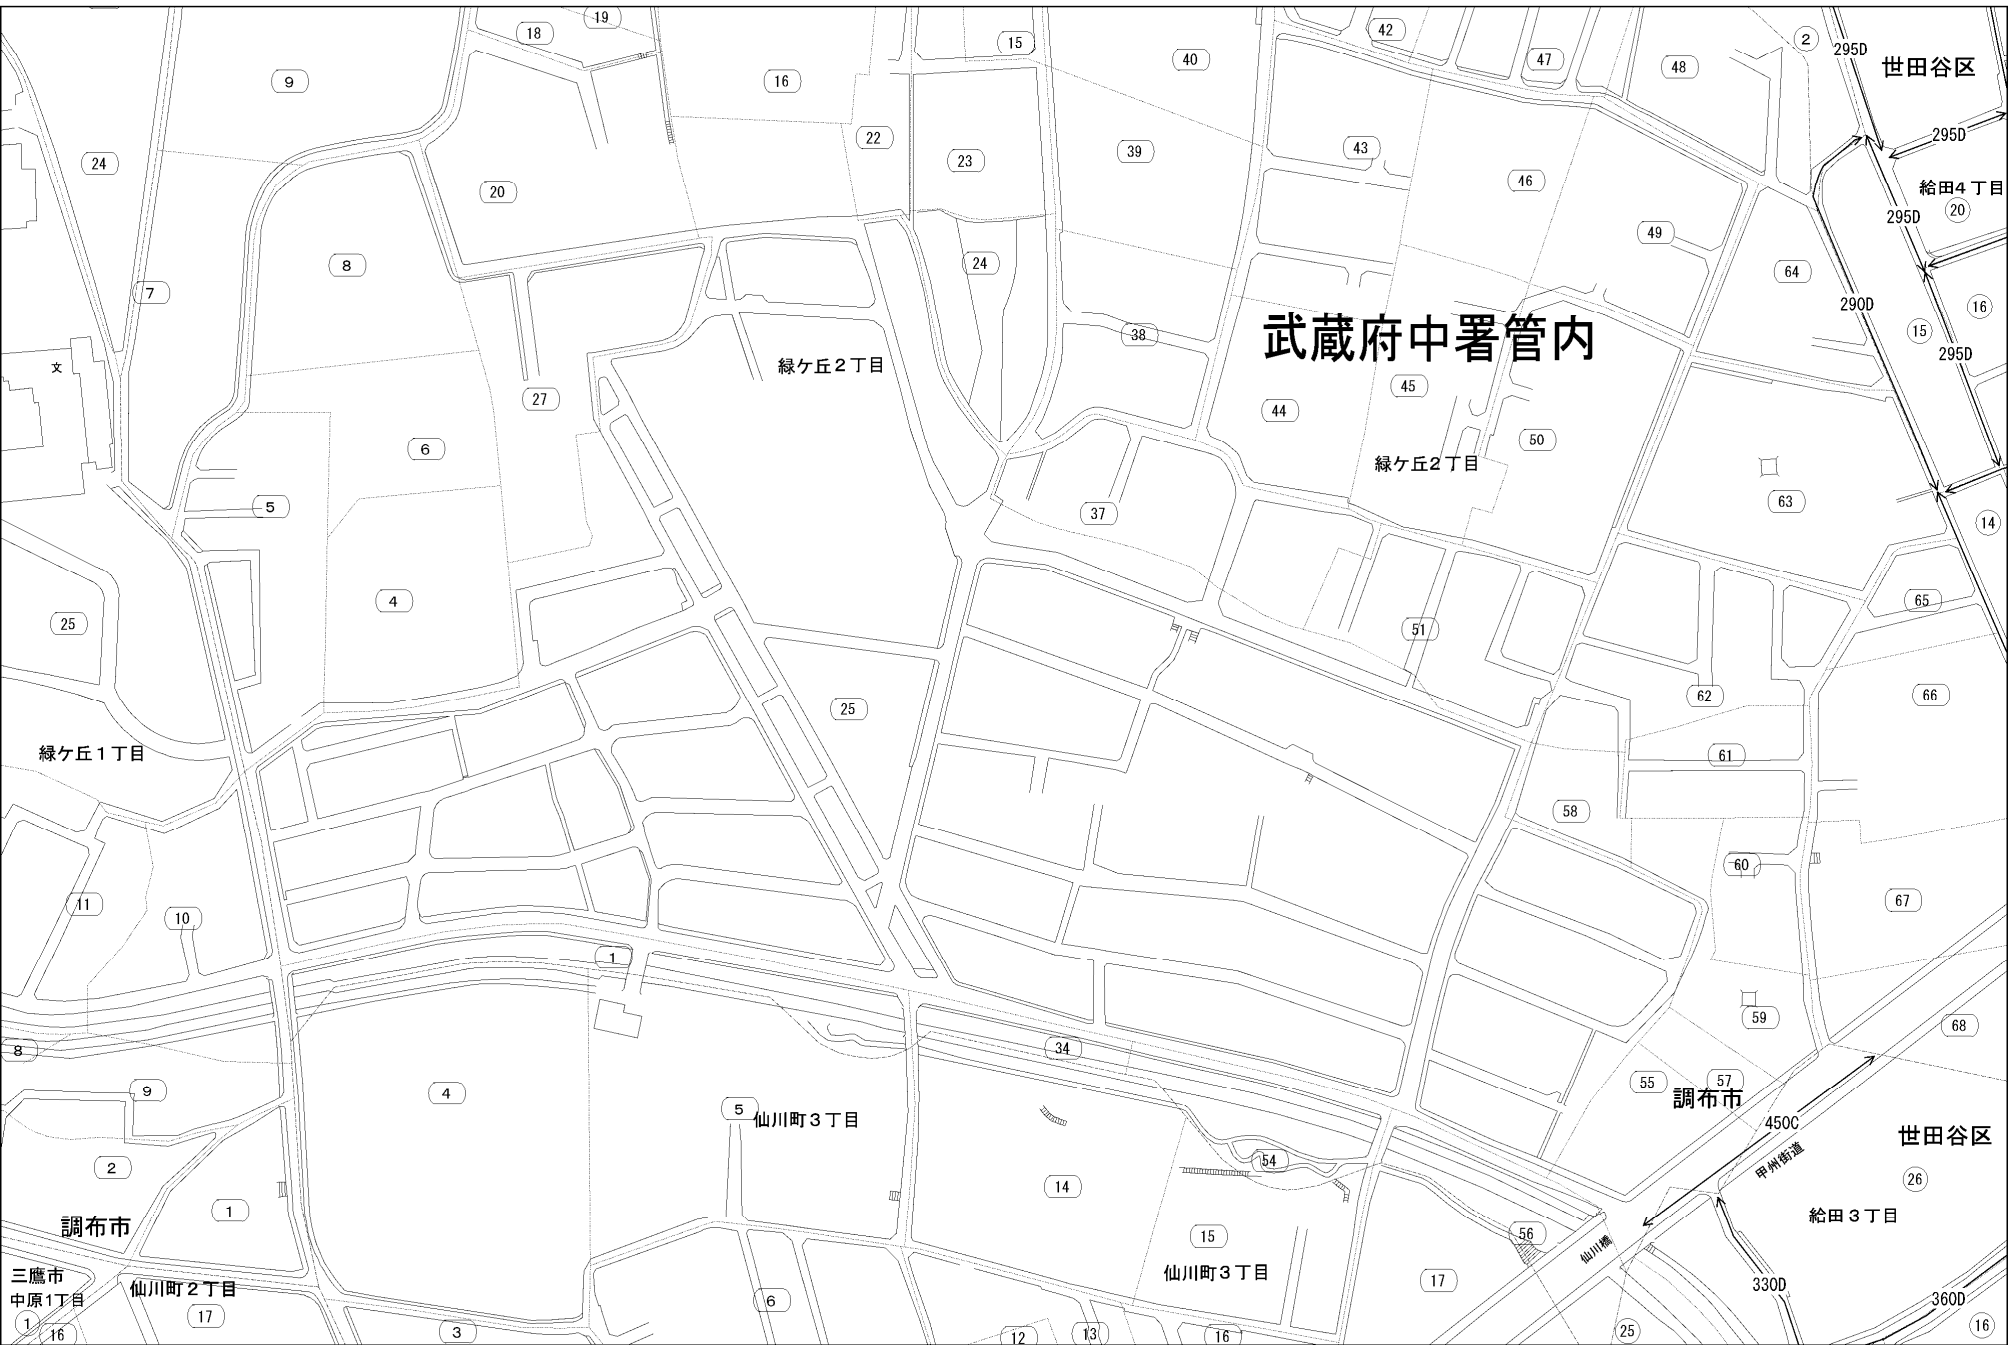 19
18
42
2
15
295D
世田谷区
40
47
48
9
16
295D
22
43
39
23
24
46
給田4丁目
20
20
295D
49
24
8
64
7
290D
16
15
38
武蔵府中署管内
295D
文
緑ケ丘2丁目
45
27
44
50
6
緑ケ丘2丁目
63
5
37
14
4
65
25
51
62
66
25
緑ケ丘1丁目
61
58
60
11
67
10
1
59
68
34
8
55
57
9
4
調布市
5
仙川町3丁目
450C
世田谷区
甲州街道
54
2
14
26
1
給田3丁目
調布市
15
56
仙川橋
三鷹市
仙川町3丁目
17
330D
仙川町2丁目
中原1丁目
6
360D
17
1
16
3
12
13
16
25
16